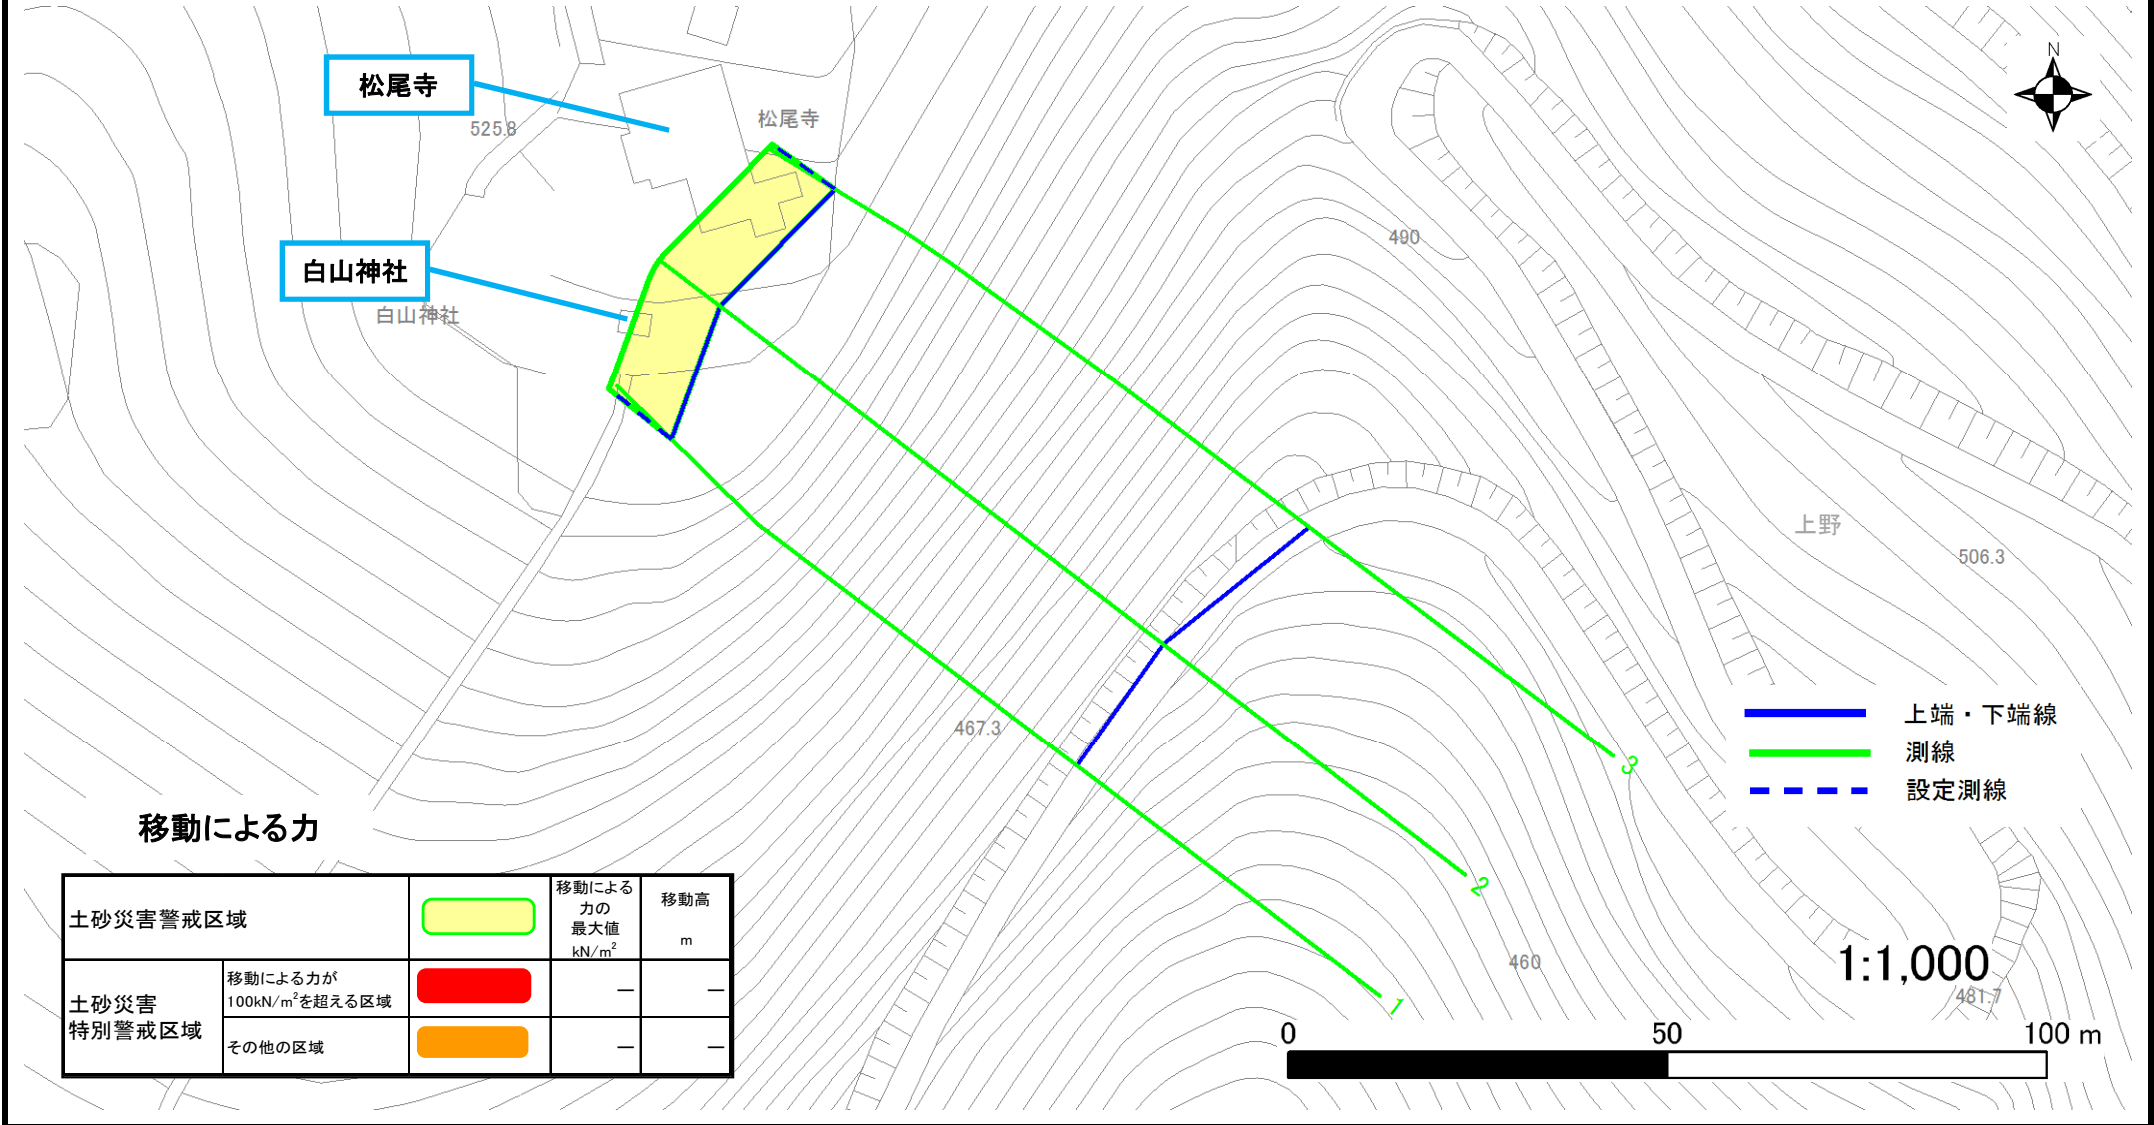 N
松尾寺
松尾寺
525.8
490
白山神社
白山神社
上野
506.3
467.3
上端・下端線
測線
設定測線
3
2
1
460
481.7
1:1,000
0 50 100 m
移動による力
土砂災害警戒区域
移動による
力の
最大値
kN/m²
移動高
m
土砂災害
特別警戒区域
移動による力が
100kN/m²を超える区域
— —
その他の区域
— —